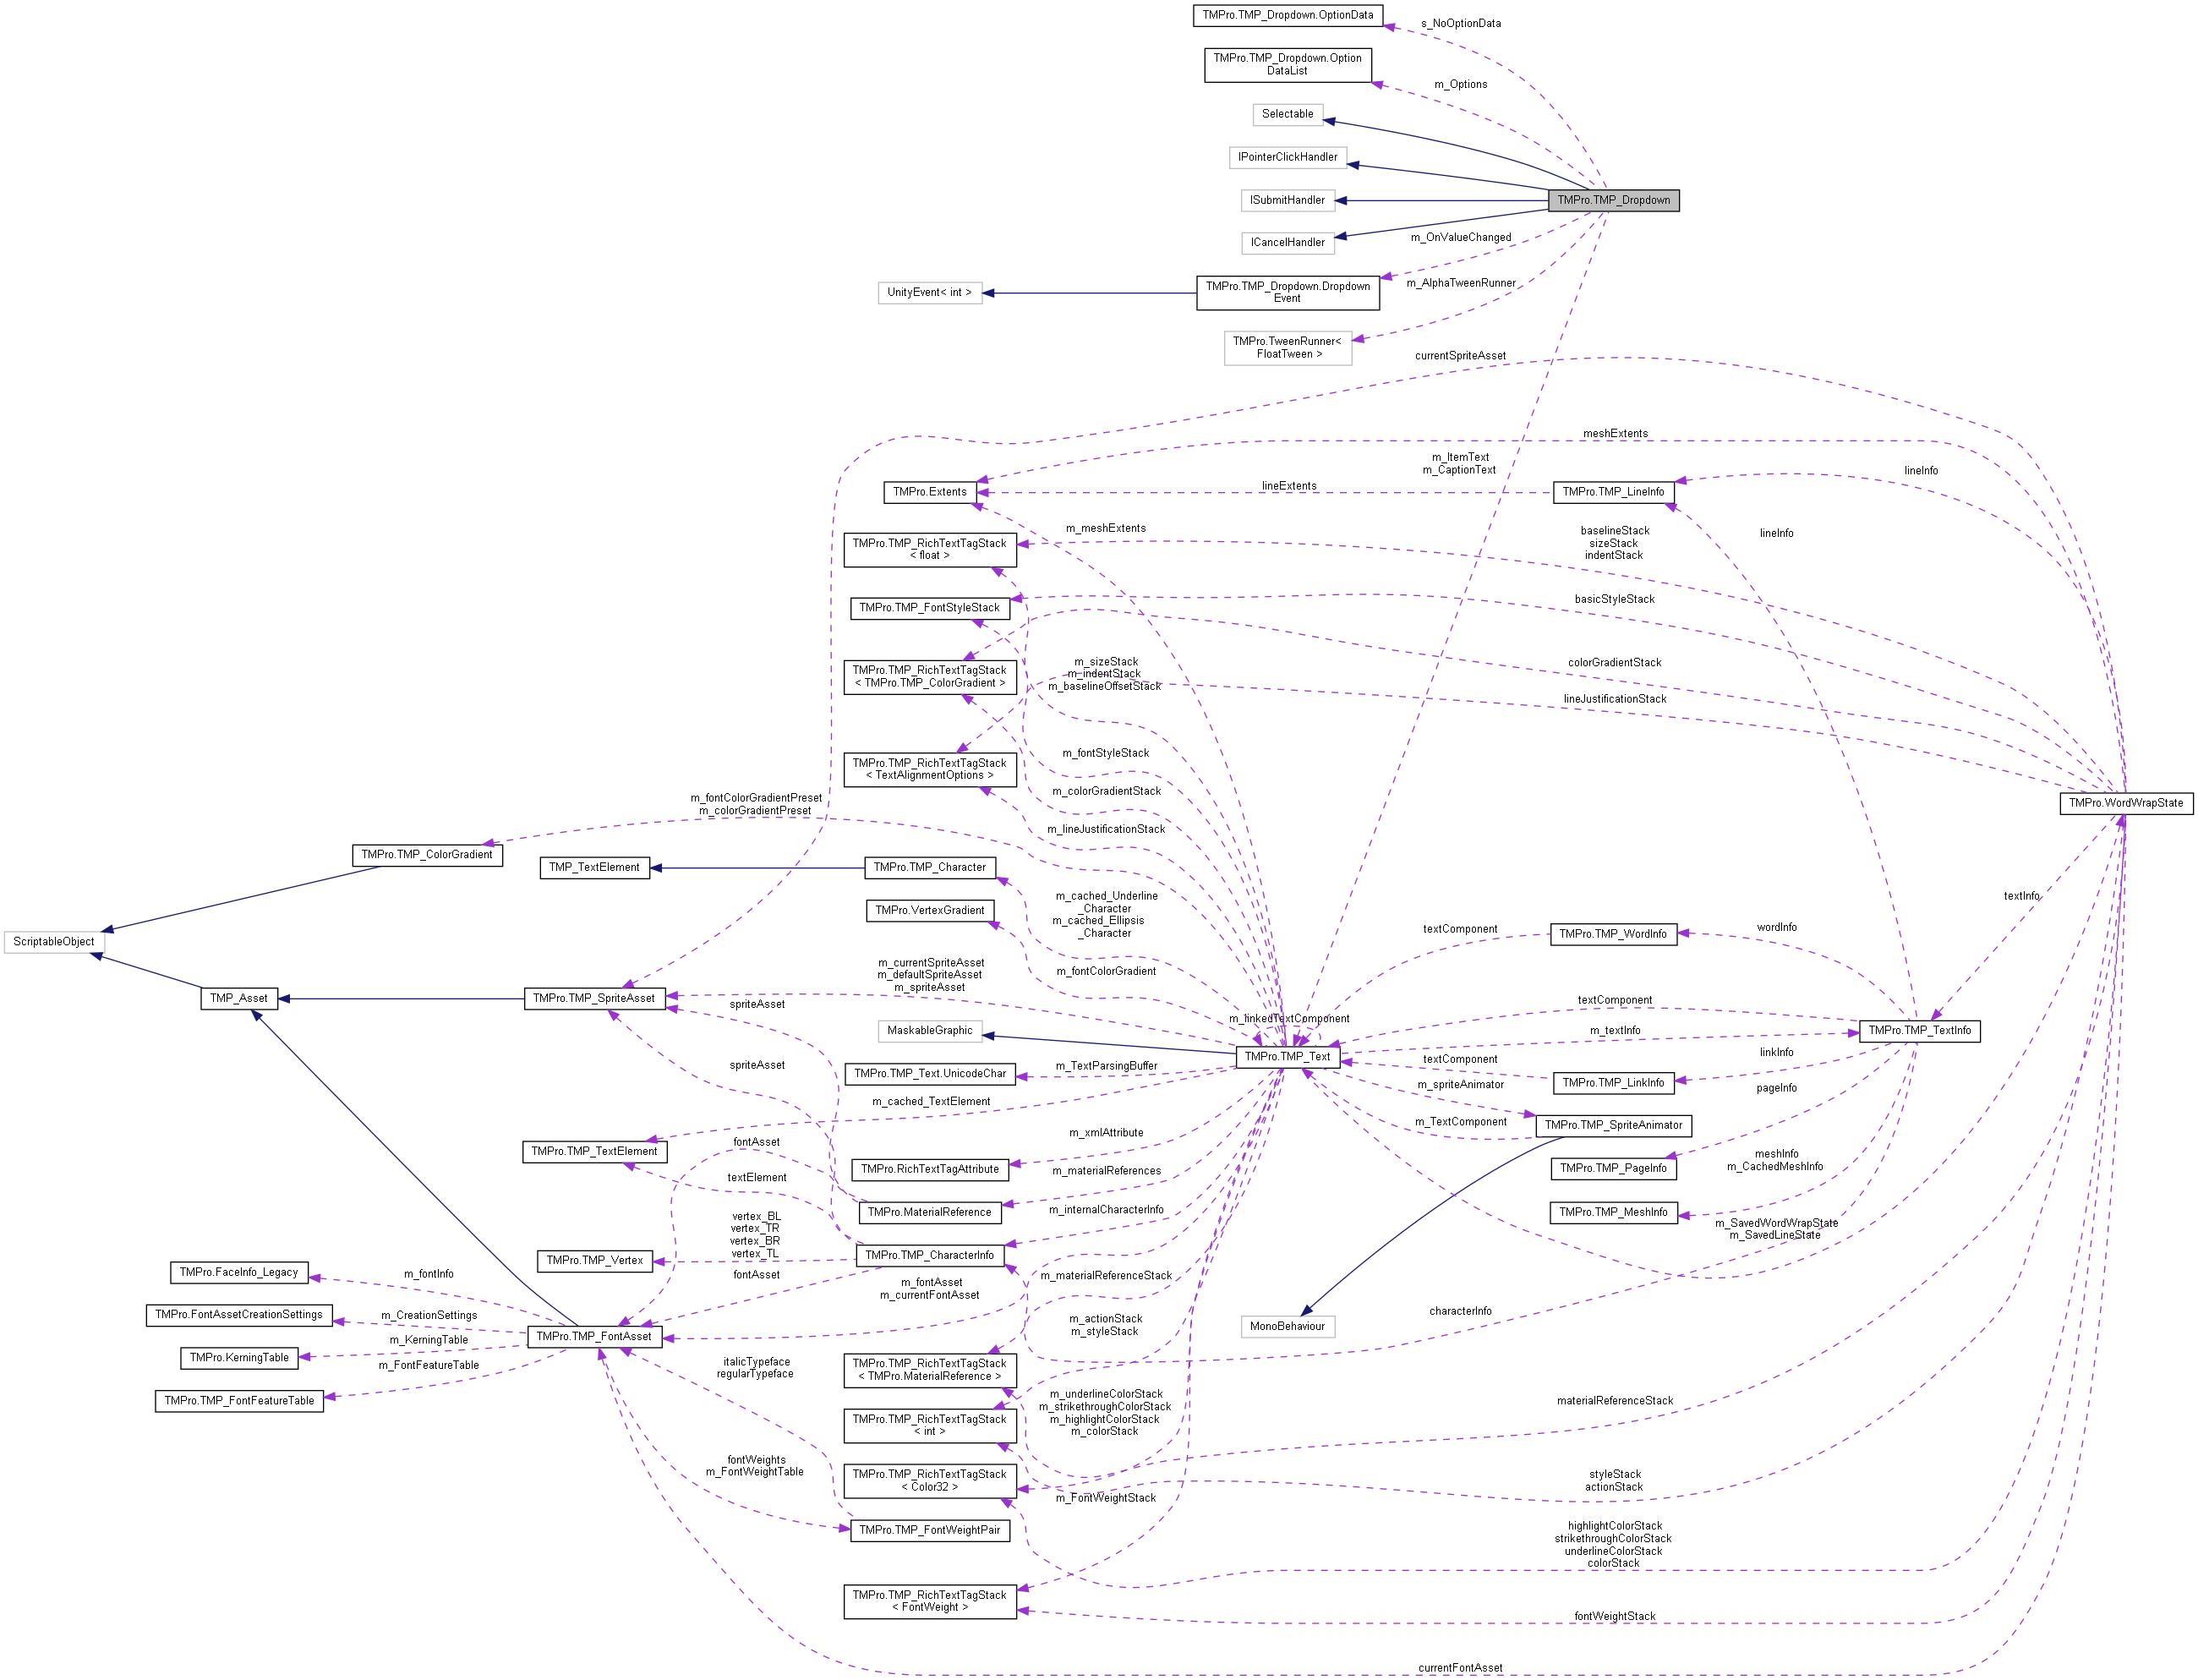 TMPro.TMP_Dropdown.OptionData
s_NoOptionData
TMPro.TMP_Dropdown.Option
DataList
m_Options
Selectable
IPointerClickHandler
ISubmitHandler
TMPro.TMP_Dropdown
ICancelHandler
m_OnValueChanged
UnityEvent< int >
TMPro.TMP_Dropdown.Dropdown
Event
m_AlphaTweenRunner
TMPro.TweenRunner<
FloatTween >
currentSpriteAsset
meshExtents
m_ItemText
m_CaptionText
lineInfo
TMPro.Extents
lineExtents
TMPro.TMP_LineInfo
m_meshExtents
baselineStack
sizeStack
indentStack
lineInfo
TMPro.TMP_RichTextTagStack
< float >
TMPro.TMP_FontStyleStack
basicStyleStack
TMPro.TMP_RichTextTagStack
< TMPro.TMP_ColorGradient >
m_sizeStack
m_indentStack
m_baselineOffsetStack
colorGradientStack
lineJustificationStack
TMPro.TMP_RichTextTagStack
< TextAlignmentOptions >
m_fontStyleStack
m_colorGradientStack
m_fontColorGradientPreset
m_colorGradientPreset
m_lineJustificationStack
TMPro.WordWrapState
TMPro.TMP_ColorGradient
TMP_TextElement
TMPro.TMP_Character
m_cached_Underline
_Character
m_cached_Ellipsis
_Character
textInfo
TMPro.VertexGradient
ScriptableObject
textComponent
TMPro.TMP_WordInfo
wordInfo
m_fontColorGradient
m_currentSpriteAsset
m_defaultSpriteAsset
m_spriteAsset
TMP_Asset
TMPro.TMP_SpriteAsset
spriteAsset
textComponent
m_linkedTextComponent
MaskableGraphic
m_textInfo
TMPro.TMP_TextInfo
TMPro.TMP_Text
linkInfo
spriteAsset
TMPro.TMP_Text.UnicodeChar
m_TextParsingBuffer
textComponent
TMPro.TMP_LinkInfo
m_spriteAnimator
pageInfo
m_cached_TextElement
m_TextComponent
TMPro.TMP_SpriteAnimator
fontAsset
TMPro.TMP_TextElement
m_xmlAttribute
TMPro.RichTextTagAttribute
m_materialReferences
TMPro.TMP_PageInfo
meshInfo
m_CachedMeshInfo
textElement
TMPro.MaterialReference
m_internalCharacterInfo
TMPro.TMP_MeshInfo
vertex_BL
vertex_TR
vertex_BR
vertex_TL
m_SavedWordWrapState
m_SavedLineState
TMPro.TMP_Vertex
TMPro.TMP_CharacterInfo
TMPro.FaceInfo_Legacy
m_fontInfo
fontAsset
m_fontAsset
m_currentFontAsset
m_materialReferenceStack
TMPro.FontAssetCreationSettings
m_CreationSettings
characterInfo
m_actionStack
m_styleStack
MonoBehaviour
TMPro.TMP_FontAsset
m_KerningTable
TMPro.KerningTable
m_FontFeatureTable
italicTypeface
regularTypeface
TMPro.TMP_RichTextTagStack
< TMPro.MaterialReference >
TMPro.TMP_FontFeatureTable
m_underlineColorStack
m_strikethroughColorStack
m_highlightColorStack
m_colorStack
materialReferenceStack
TMPro.TMP_RichTextTagStack
< int >
fontWeights
m_FontWeightTable
TMPro.TMP_RichTextTagStack
< Color32 >
styleStack
actionStack
m_FontWeightStack
TMPro.TMP_FontWeightPair
highlightColorStack
strikethroughColorStack
underlineColorStack
colorStack
TMPro.TMP_RichTextTagStack
< FontWeight >
fontWeightStack
currentFontAsset